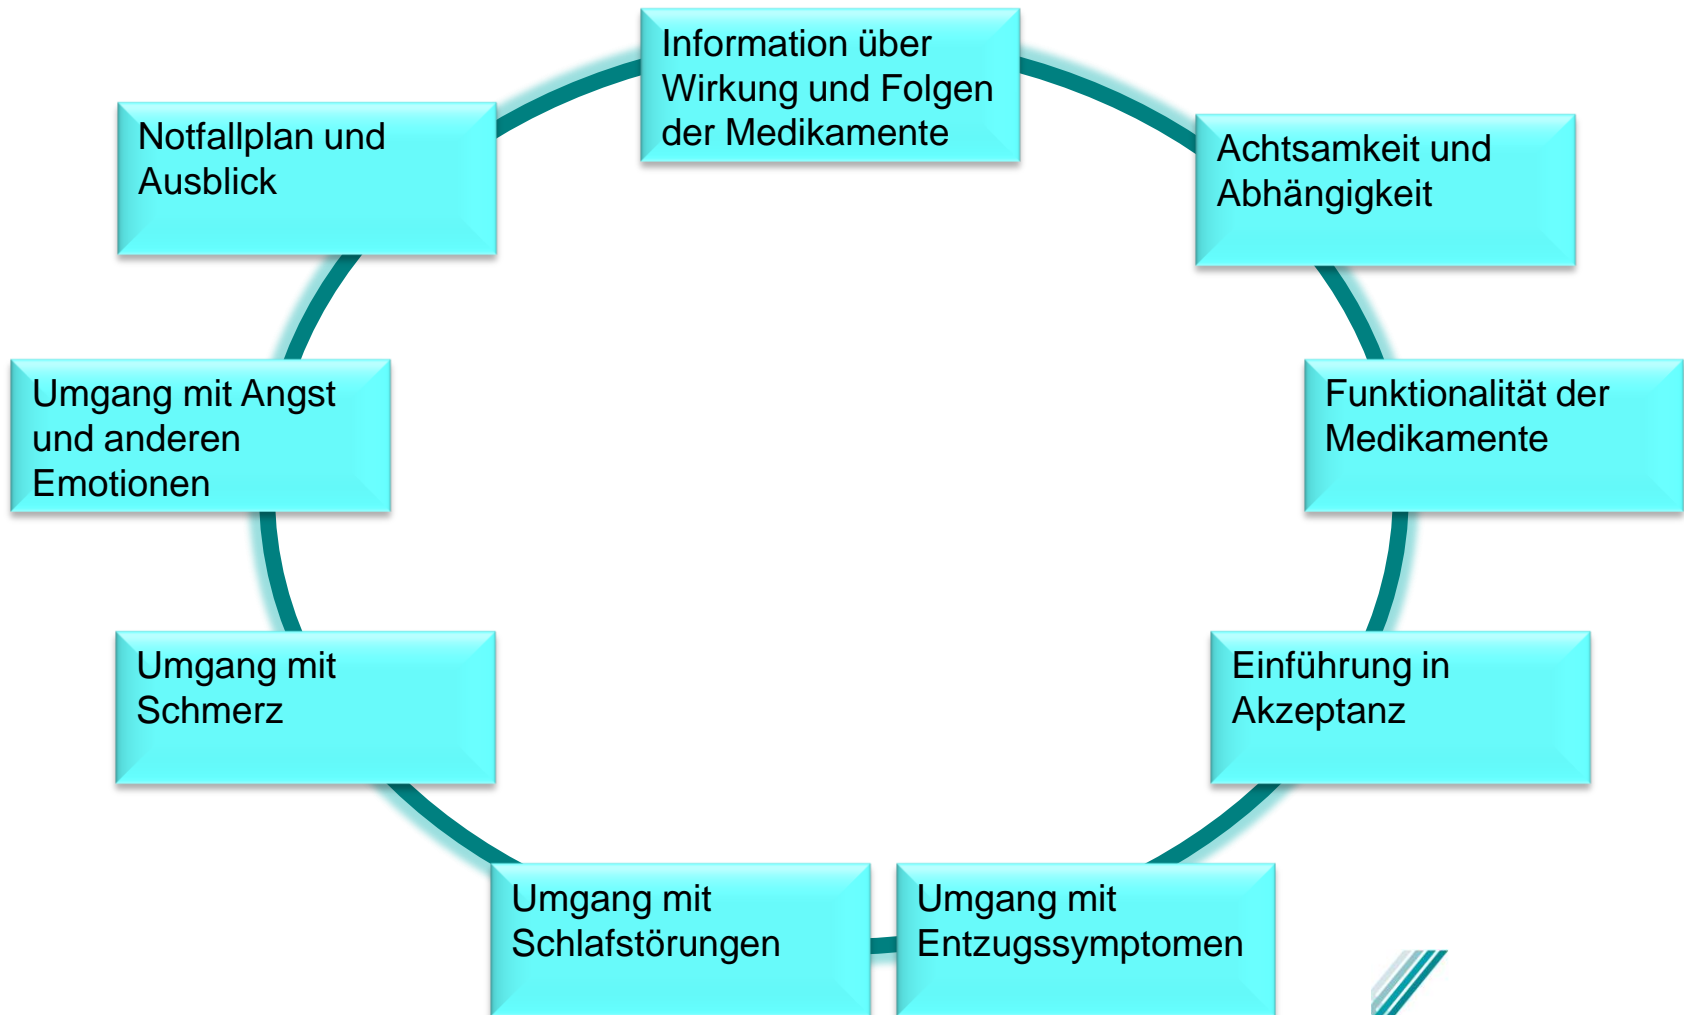 Information über
Wirkung und Folgen
der Medikamente
Achtsamkeit und
Abhängigkeit
Funktionalität der
Medikamente
Einführung in
Akzeptanz
Umgang mit
Entzugssymptomen
Umgang mit
Schlafstörungen
Umgang mit
Schmerz
Umgang mit Angst
und anderen
Emotionen
Notfallplan und
Ausblick